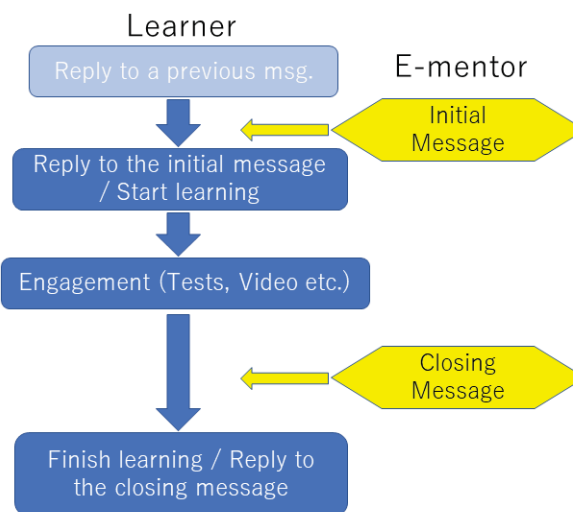 Learner
Reply to a previous msg.
E-mentor
Initial
Message
Reply to the initial message
/ Start learning
Engagement (Tests, Video etc.)
Closing
Message
Finish learning / Reply to
the closing message